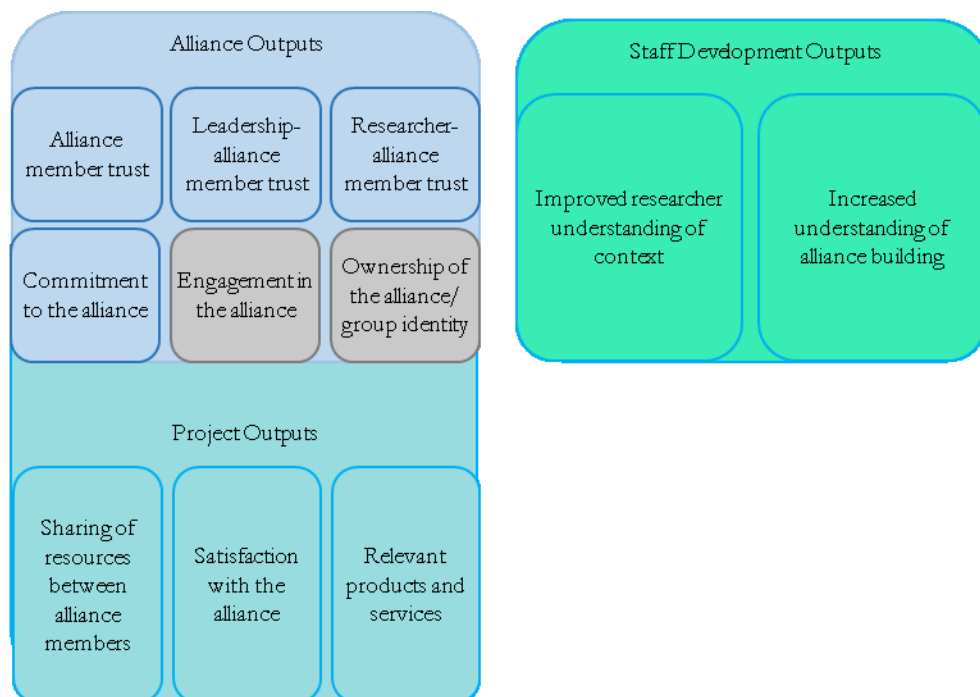 Alliance Outputs
Alliance
member trust
Leadership-
alliance
member trust
Researcher-
alliance
member trust
Commitment
to the alliance
Engagement in
the alliance
Ownership of
the alliance/
group identity
Project Outputs
Sharing of
resources
between
alliance
members
Satisfaction
with the
alliance
Relevant
products and
services
Staff Development Outputs
Improved researcher
understanding of
context
Increased
understanding of
alliance building